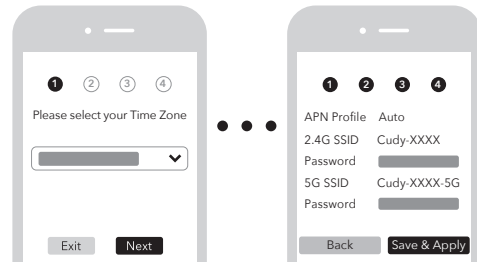 1 2 3 4
Please select your Time Zone
Exit Next
1 2 3 4
APN Profile Auto
2.4G SSID Cudy-XXXX
Password
5G SSID Cudy-XXXX-5G
Password
Back Save & Apply